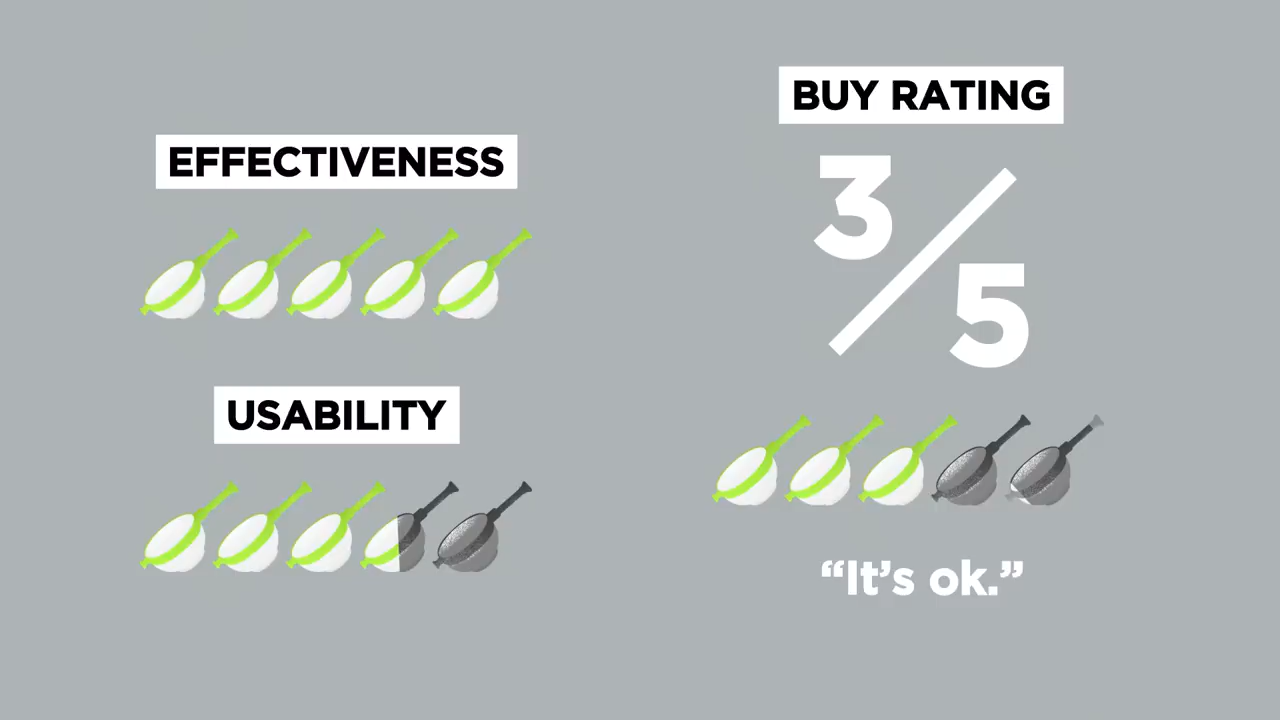 EFFECTIVENESS
USABILITY
BUY RATING
3/5
“It’s ok.”